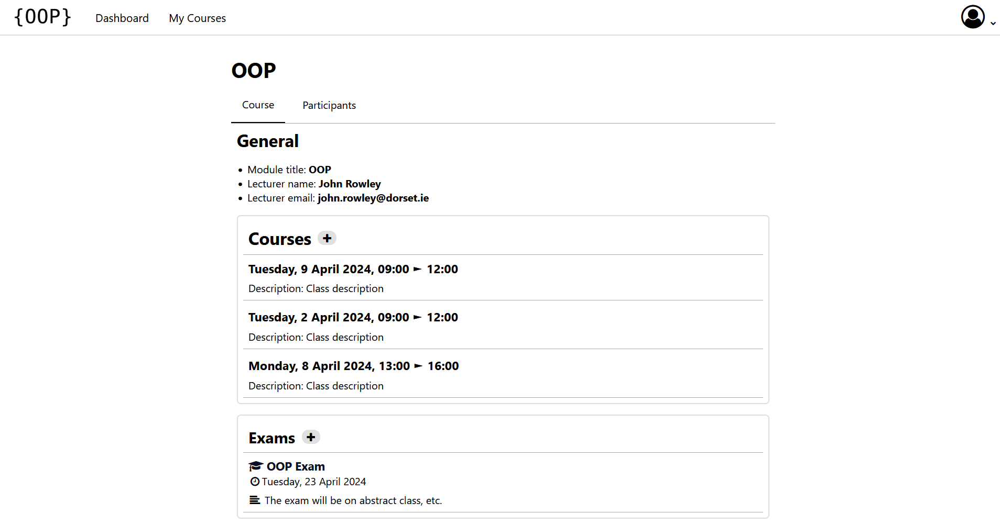 {OOP} Dashboard My Courses
OOP
Course Participants
General
• Module title: OOP
• Lecturer name: John Rowley
• Lecturer email: john.rowley@dorset.ie
Courses +
Tuesday, 9 April 2024, 09:00 ► 12:00
Description: Class description
Tuesday, 2 April 2024, 09:00 ► 12:00
Description: Class description
Monday, 8 April 2024, 13:00 ► 16:00
Description: Class description
Exams +
OOP Exam
Tuesday, 23 April 2024
The exam will be on abstract class, etc.